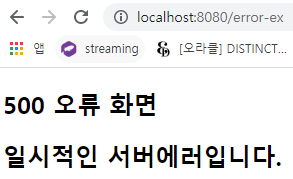 localhost:8080/error-ex
앱
streaming
[오라클] DISTINCT...
500 오류 화면
일시적인 서버에러입니다.